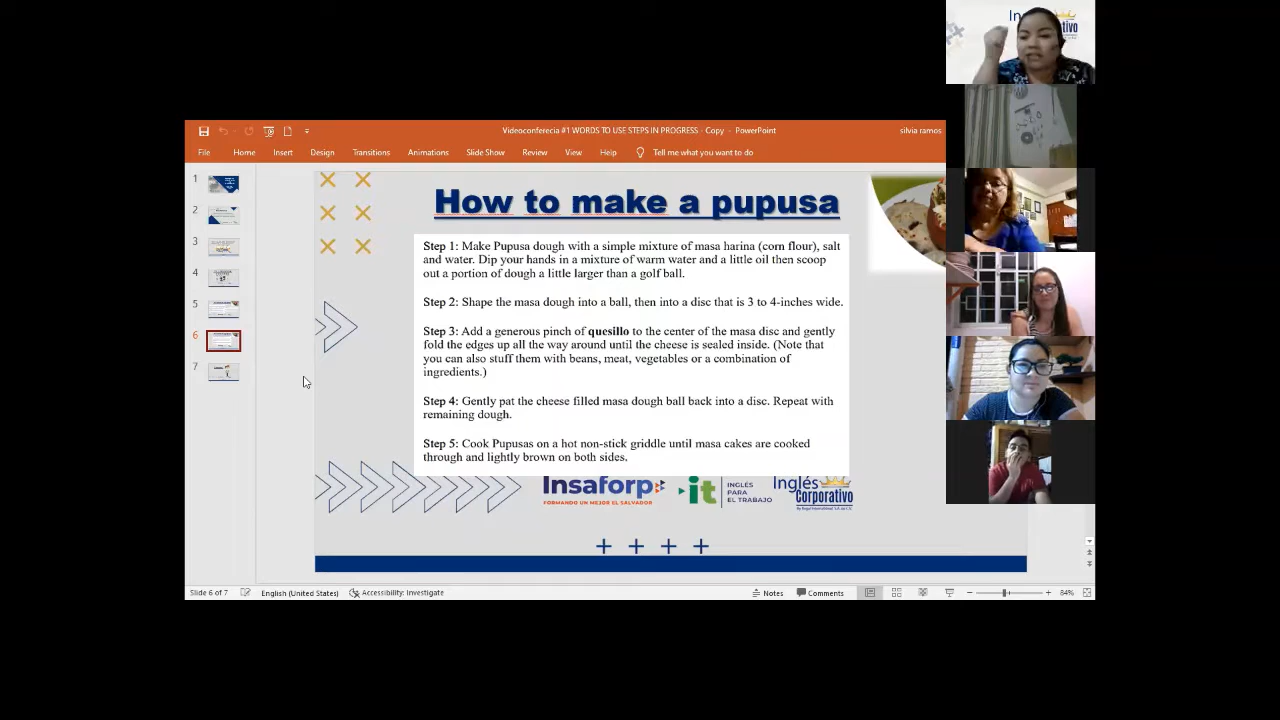 Videoconferecia #1 WORDS TO USE STEPS IN PROGRESS - Copy - PowerPoint
silvia ramos
File Home Insert Design Transitions Animations Slide Show Review View Help Tell me what you want to do
1
2
3
4
5
6
7
How to make a pupusa
Step 1: Make Pupusa dough with a simple mixture of masa harina (corn flour), salt
and water. Dip your hands in a mixture of warm water and a little oil then scoop
out a portion of dough a little larger than a golf ball.
Step 2: Shape the masa dough into a ball, then into a disc that is 3 to 4-inches wide.
Step 3: Add a generous pinch of quesillo to the center of the masa disc and gently
fold the edges up all the way around until the cheese is sealed inside. (Note that
you can also stuff them with beans, meat, vegetables or a combination of
ingredients.)
Step 4: Gently pat the cheese filled masa dough ball back into a disc. Repeat with
remaining dough.
Step 5: Cook Pupusas on a hot non-stick griddle until masa cakes are cooked
through and lightly brown on both sides.
Insaforp
FORMANDO UN MEJOR EL SALVADOR
it
INGLÉS
PARA
EL TRABAJO
Inglés
Corporativo
Slide 6 of 7 English (United States) Accessibility: Investigate Notes Comments 84%